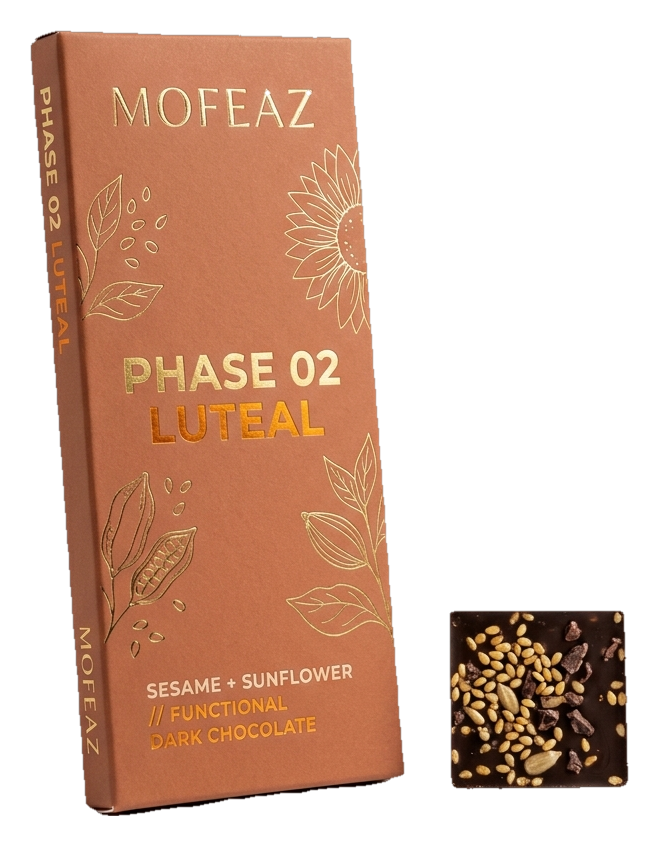 MOFEAZ
PHASE 02
LUTEAL
SESAME + SUNFLOWER
// FUNCTIONAL
DARK CHOCOLATE
PHASE 02 LUTEAL
MOFEAZ